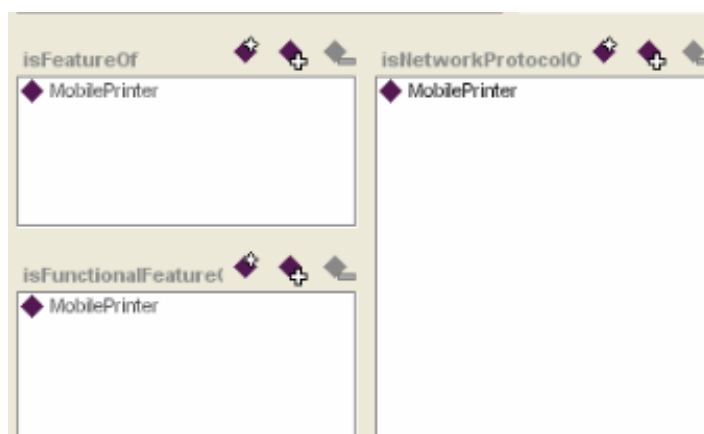 isFeatureOf
MobilePrinter
isFunctionalFeature(
MobilePrinter
isNetworkProtocolO
MobilePrinter